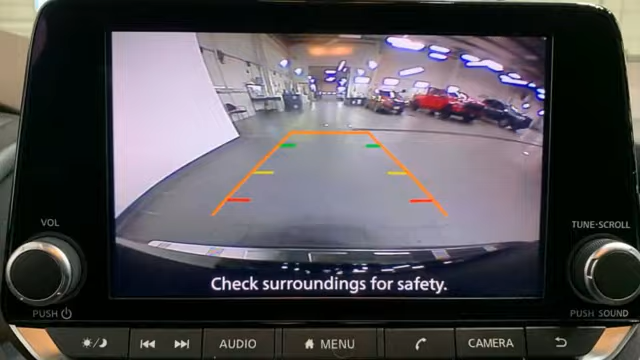 Check surroundings for safety.
VOL
TUNE·SCROLL
PUSH
PUSH SOUND
AUDIO
MENU
CAMERA